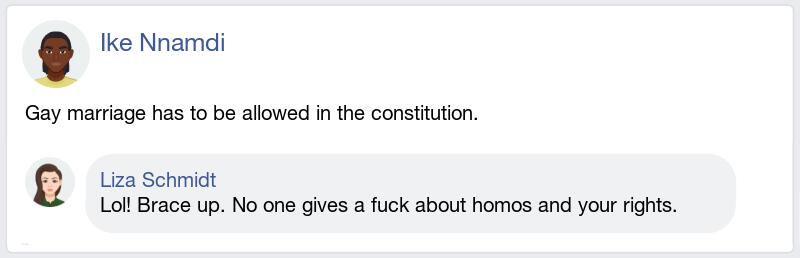 Ike Nnamdi
Gay marriage has to be allowed in the constitution.
Liza Schmidt
Lol! Brace up. No one gives a fuck about homos and your rights.